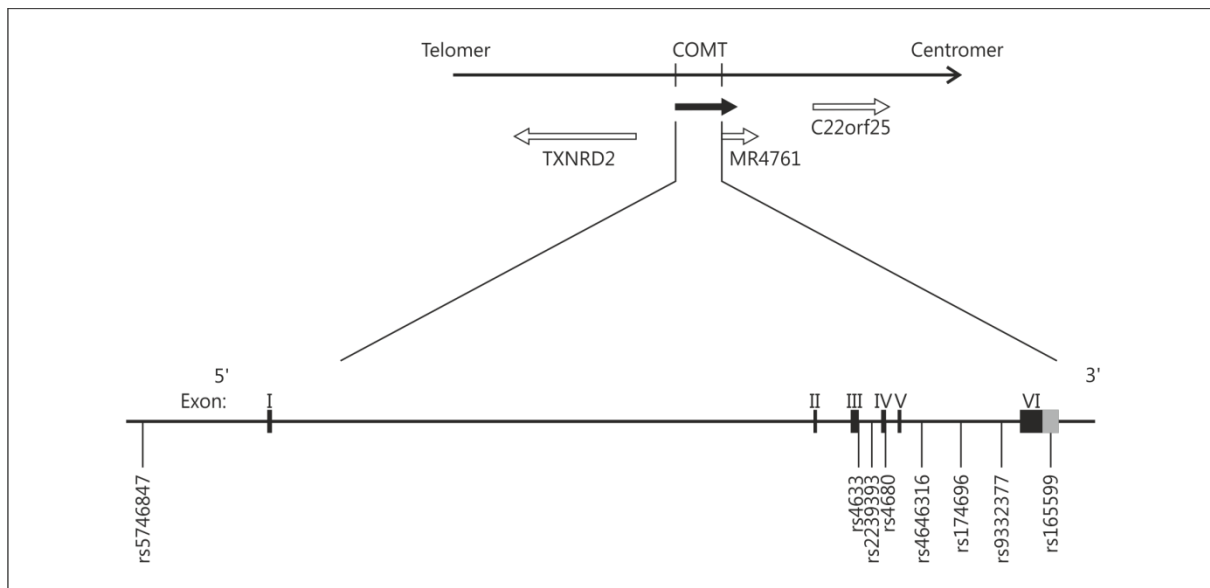 Telomer COMT Centromer
C22orf25
TXNRD2 MR4761
5' 3'
Exon: I II III IV V VI
rs5746847
rs4633
rs2239393
rs4680
rs4646316
rs174696
rs9332377
rs165599